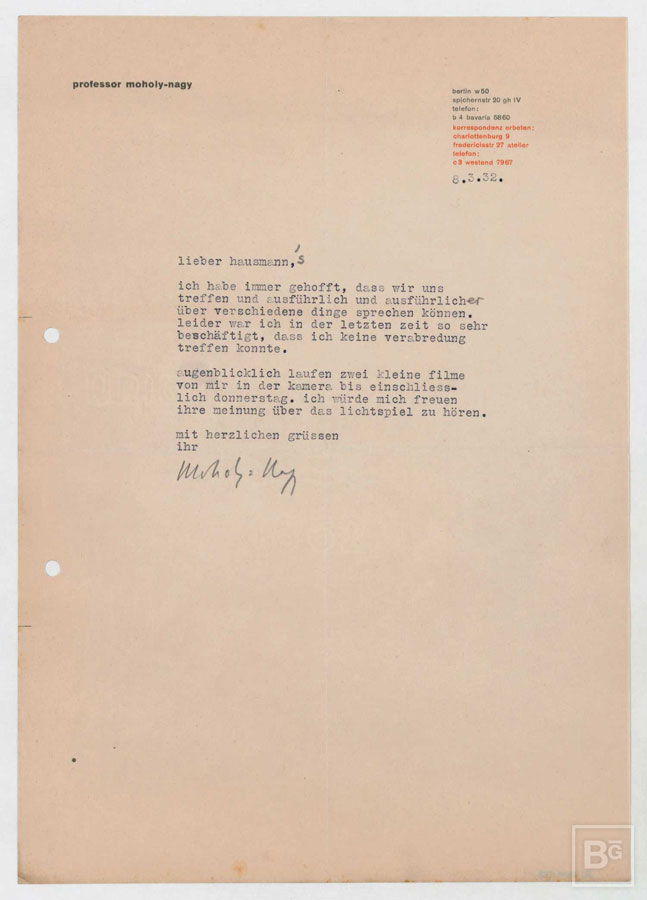 professor moholy-nagy
berlin w50
spichernstr 20 gh IV
telefon:
b 4 bavaria 5860
korrespondenz erbeten:
charlottenburg 9
fredericiastr 27 atelier
telefon:
c 3 westend 7967
8.3.32.
lieber hausmann,'s
ich habe immer gehofft, dass wir uns
treffen und ausführlich und ausführlicher
über verschiedene dinge sprechen können.
leider war ich in der letzten zeit so sehr
beschäftigt, dass ich keine verabredung
treffen konnte.
augenblicklich laufen zwei kleine filme
von mir in der kamera bis einschliess-
lich donnerstag. ich würde mich freuen
ihre meinung über das lichtspiel zu hören.
mit herzlichen grüssen
ihr
Moholy=Nagy
BG